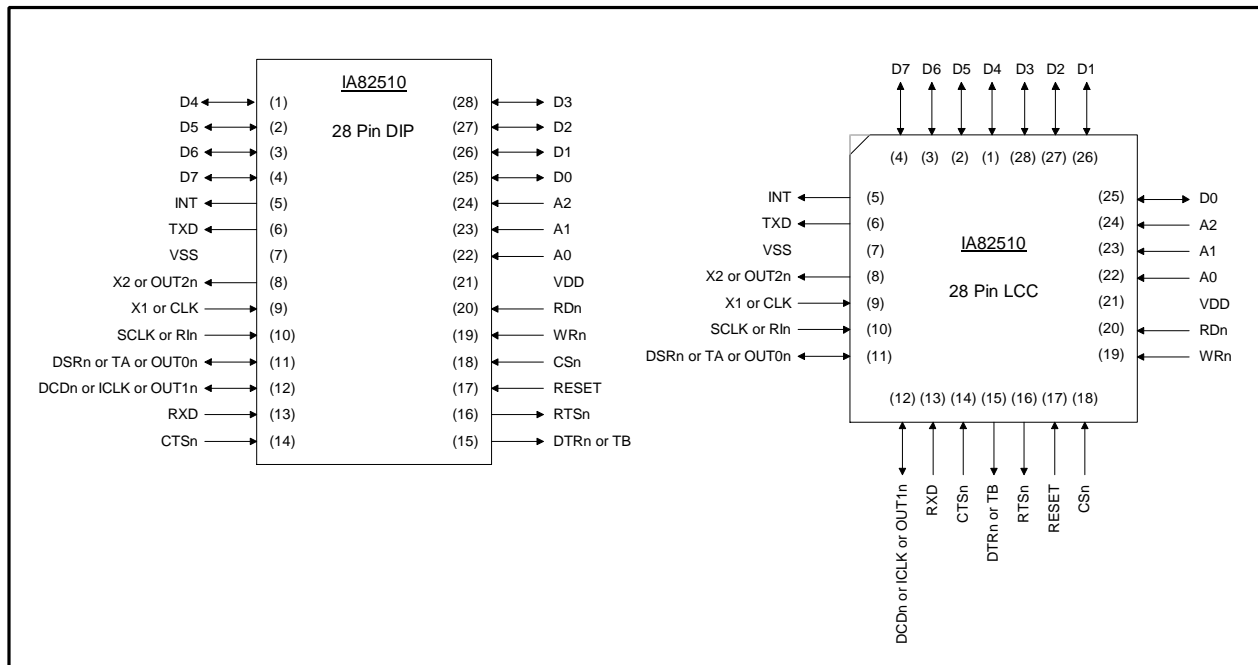 IA82510
28 Pin DIP
D4 (1) (28) D3
D5 (2) (27) D2
D6 (3) (26) D1
D7 (4) (25) D0
INT (5) (24) A2
TXD (6) (23) A1
VSS (7) (22) A0
X2 or OUT2n (8) (21) VDD
X1 or CLK (9) (20) RDn
SCLK or RIn (10) (19) WRn
DSRn or TA or OUT0n (11) (18) CSn
DCDn or ICLK or OUT1n (12) (17) RESET
RXD (13) (16) RTSn
CTSn (14) (15) DTRn or TB
D7 D6 D5 D4 D3 D2 D1
(4) (3) (2) (1) (28) (27) (26)
INT (5) (25) D0
TXD (6) (24) A2
VSS (7) IA82510 (23) A1
X2 or OUT2n (8) (22) A0
X1 or CLK (9) 28 Pin LCC (21) VDD
SCLK or RIn (10) (20) RDn
DSRn or TA or OUT0n (11) (19) WRn
(12) (13) (14) (15) (16) (17) (18)
DCDn or ICLK or OUT1n
RXD
CTSn
DTRn or TB
RTSn
RESET
CSn